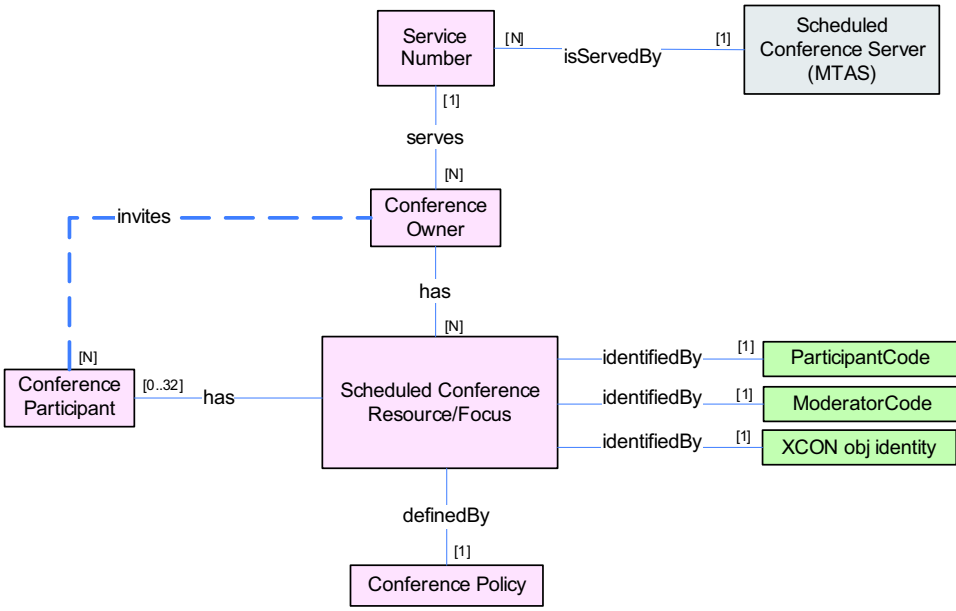 Service
Number
[N]
isServedBy
[1]
Scheduled
Conference Server
(MTAS)
[1]
serves
[N]
Conference
Owner
invites
has
[N]
[N]
Conference
Participant
[0..32]
has
Scheduled Conference
Resource/Focus
identifiedBy
[1]
ParticipantCode
identifiedBy
[1]
ModeratorCode
identifiedBy
[1]
XCON obj identity
definedBy
[1]
Conference Policy